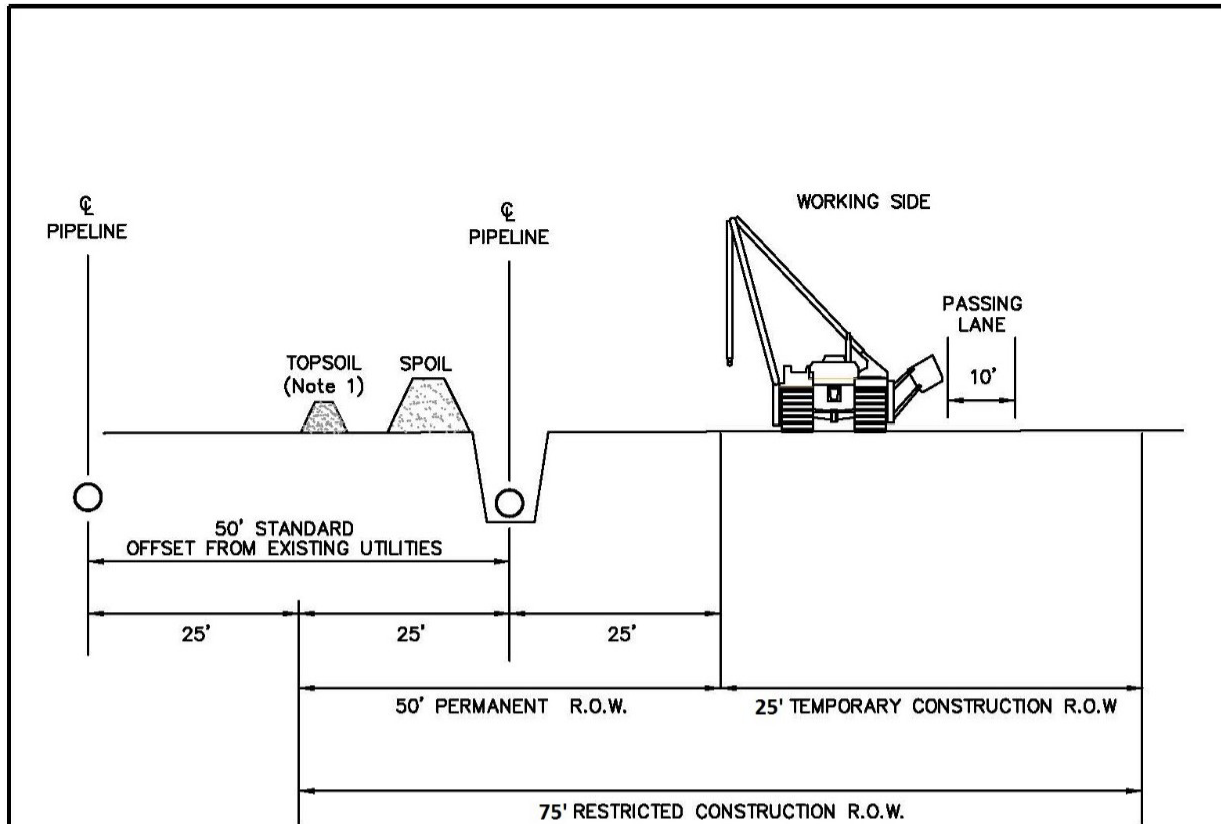 ℄
PIPELINE
℄
PIPELINE
WORKING SIDE
PASSING
LANE
10'
TOPSOIL
(Note 1)
SPOIL
50' STANDARD
OFFSET FROM EXISTING UTILITIES
25'
25'
25'
50' PERMANENT R.O.W.
25' TEMPORARY CONSTRUCTION R.O.W
75' RESTRICTED CONSTRUCTION R.O.W.